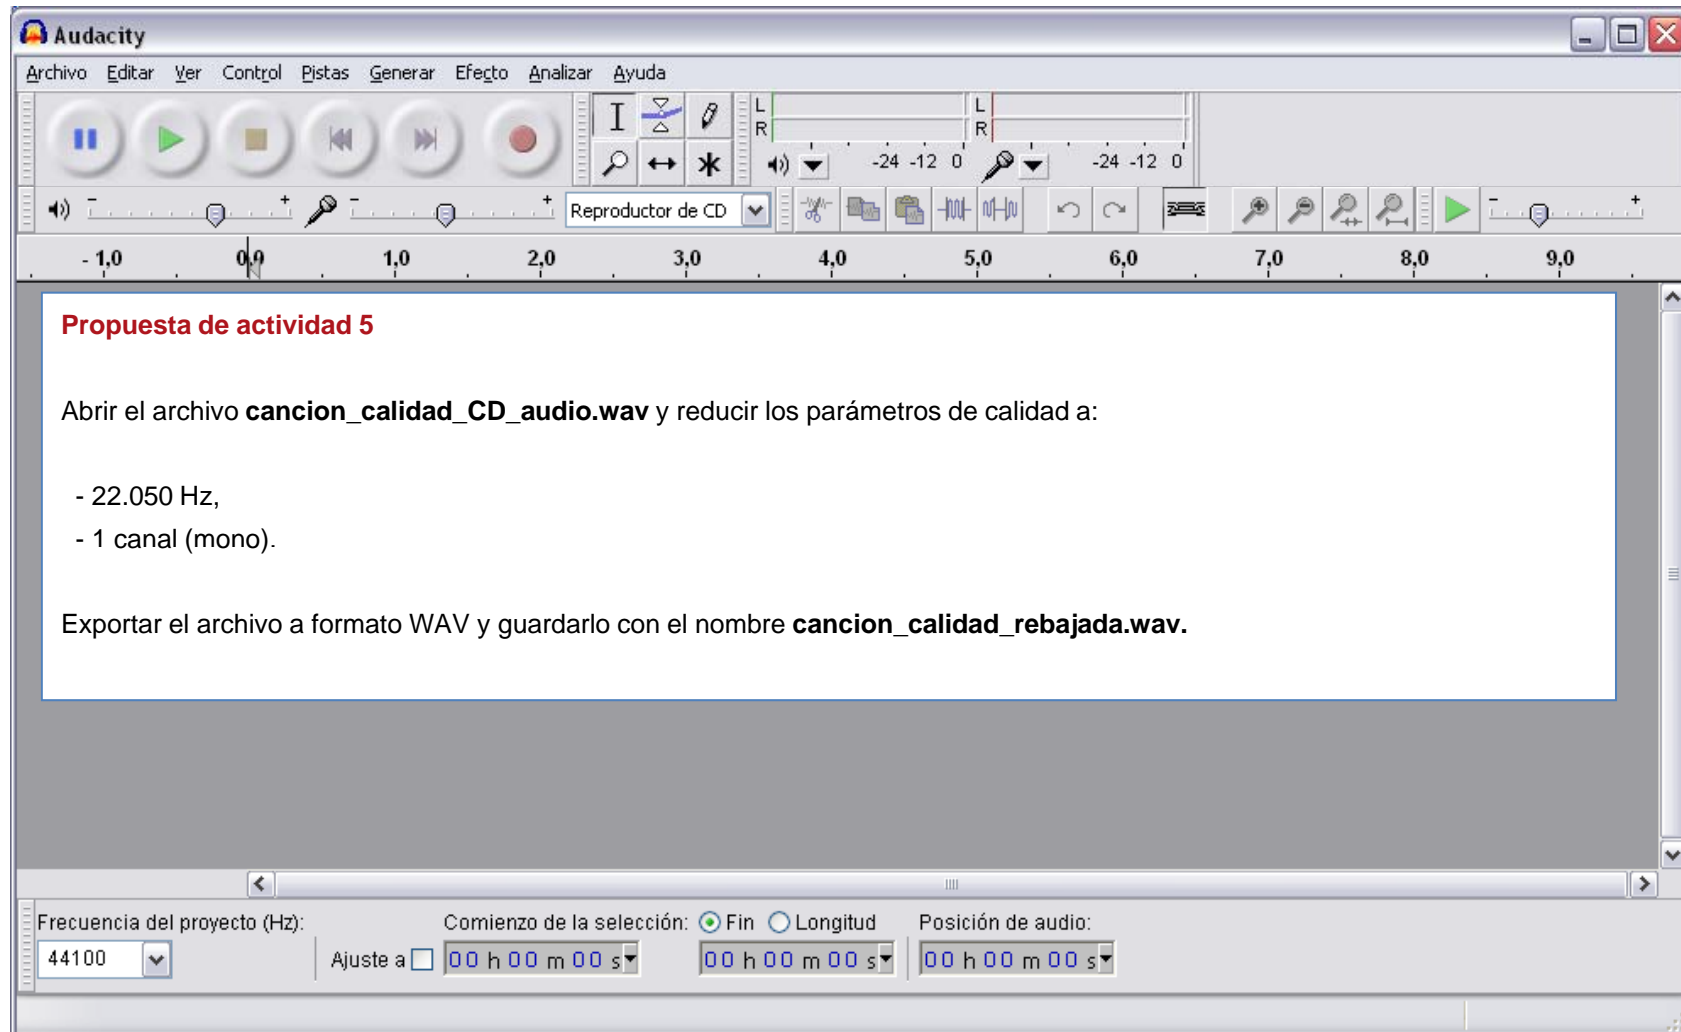 Audacity
Archivo Editar Ver Control Pistas Generar Efecto Analizar Ayuda
L
R
L
R
-24 -12 0
-24 -12 0
- +
- +
Reproductor de CD
- +
- 1,0 0,0 1,0 2,0 3,0 4,0 5,0 6,0 7,0 8,0 9,0
Propuesta de actividad 5
Abrir el archivo cancion_calidad_CD_audio.wav y reducir los parámetros de calidad a:
- 22.050 Hz,
- 1 canal (mono).
Exportar el archivo a formato WAV y guardarlo con el nombre cancion_calidad_rebajada.wav.
Frecuencia del proyecto (Hz): Comienzo de la selección: Fin Longitud Posición de audio:
44100 Ajuste a 00 h 00 m 00 s 00 h 00 m 00 s 00 h 00 m 00 s